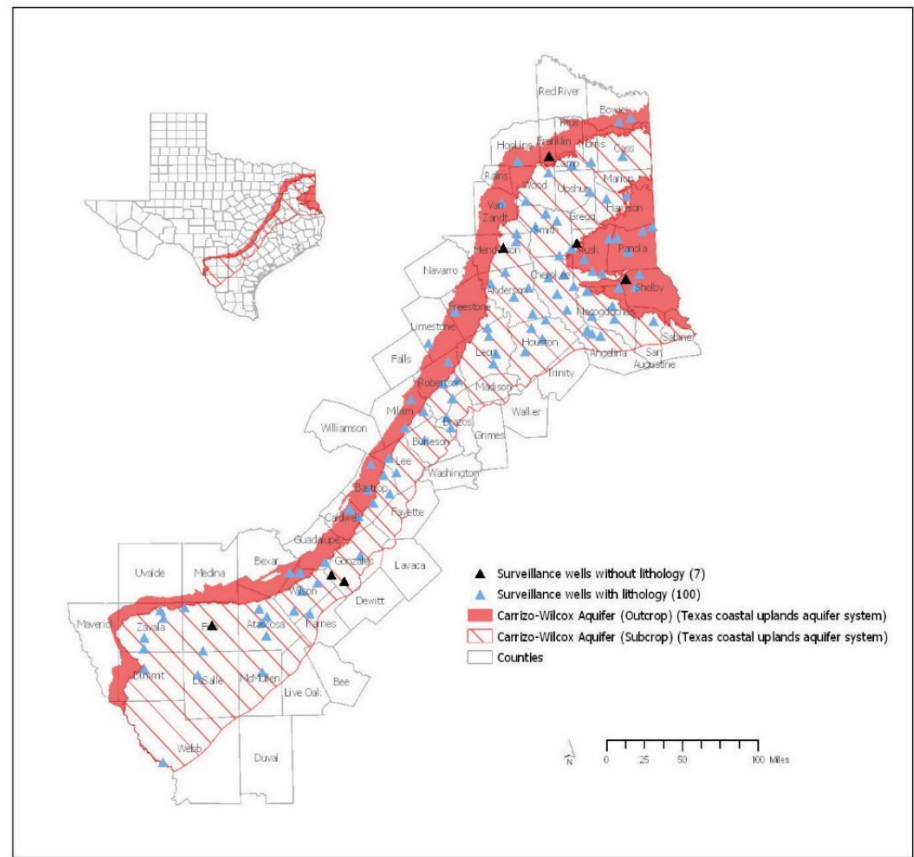 Red River
Bowie
Titus
Franklin
Hopkins
Morris
Cass
Camp
Rains
Wood
Marion
Upshur
Van
Zandt
Harrison
Gregg
Smith
Henderson
Rusk
Panola
Navarro
Cherokee
Anderson
Shelby
Freestone
Nacogdoches
Limestone
Houston
Sabine
Leon
Angelina
San
Augustine
Falls
Trinity
Robertson
Madison
Walker
Milam
Williamson
Brazos
Grimes
Burleson
Lee
Washington
Bastrop
Fayette
Caldwell
Guadalupe
Gonzales
Lavaca
Bexar
Medina
Uvalde
Wilson
Dewitt
Maverick
Zavala
Frio
Atascosa
Karnes
Dimmit
LaSalle
McMullen
Live Oak
Bee
Webb
Duval
Surveillance wells without lithology (7)
Surveillance wells with lithology (100)
Carrizo-Wilcox Aquifer (Outcrop) (Texas coastal uplands aquifer system)
Carrizo-Wilcox Aquifer (Subcrop) (Texas coastal uplands aquifer system)
Counties
N
0 25 50 100 Miles